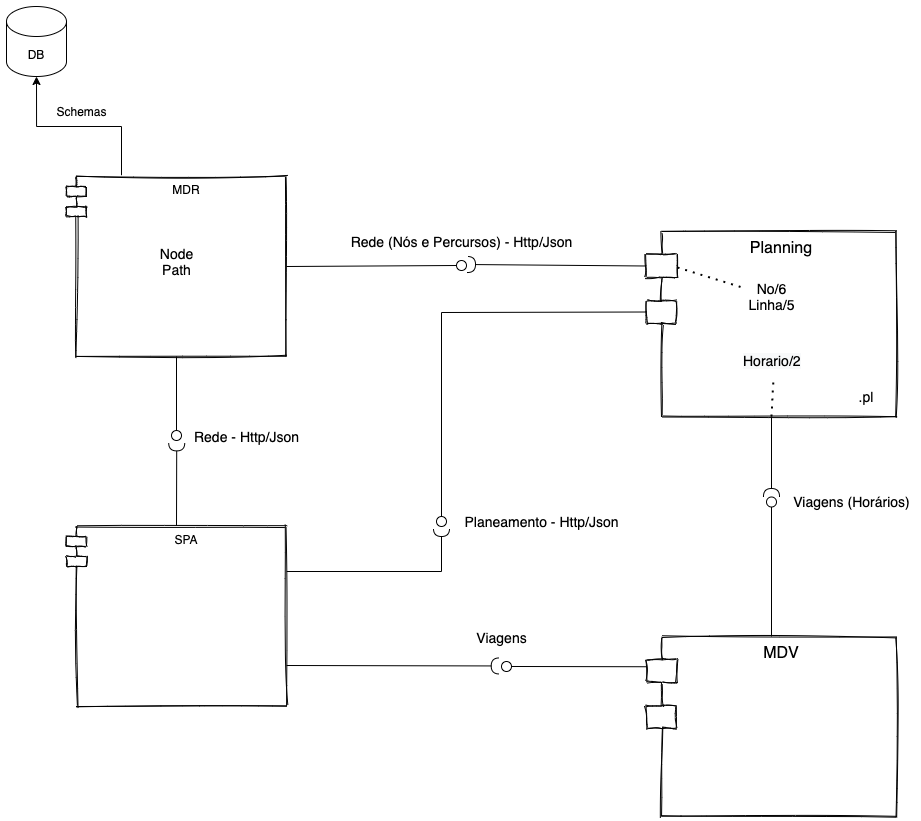 DB
Schemas
MDR
Node
Path
Rede (Nós e Percursos) - Http/Json
Planning
No/6
Linha/5
Horario/2
.pl
Rede - Http/Json
Planeamento - Http/Json
Viagens (Horários)
SPA
Viagens
MDV